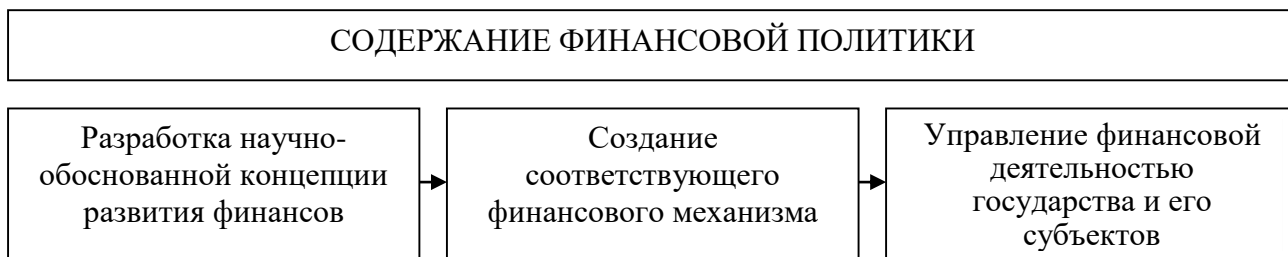 СОДЕРЖАНИЕ ФИНАНСОВОЙ ПОЛИТИКИ
Разработка научно-
обоснованной концепции
развития финансов
Создание
соответствующего
финансового механизма
Управление финансовой
деятельностью
государства и его
субъектов